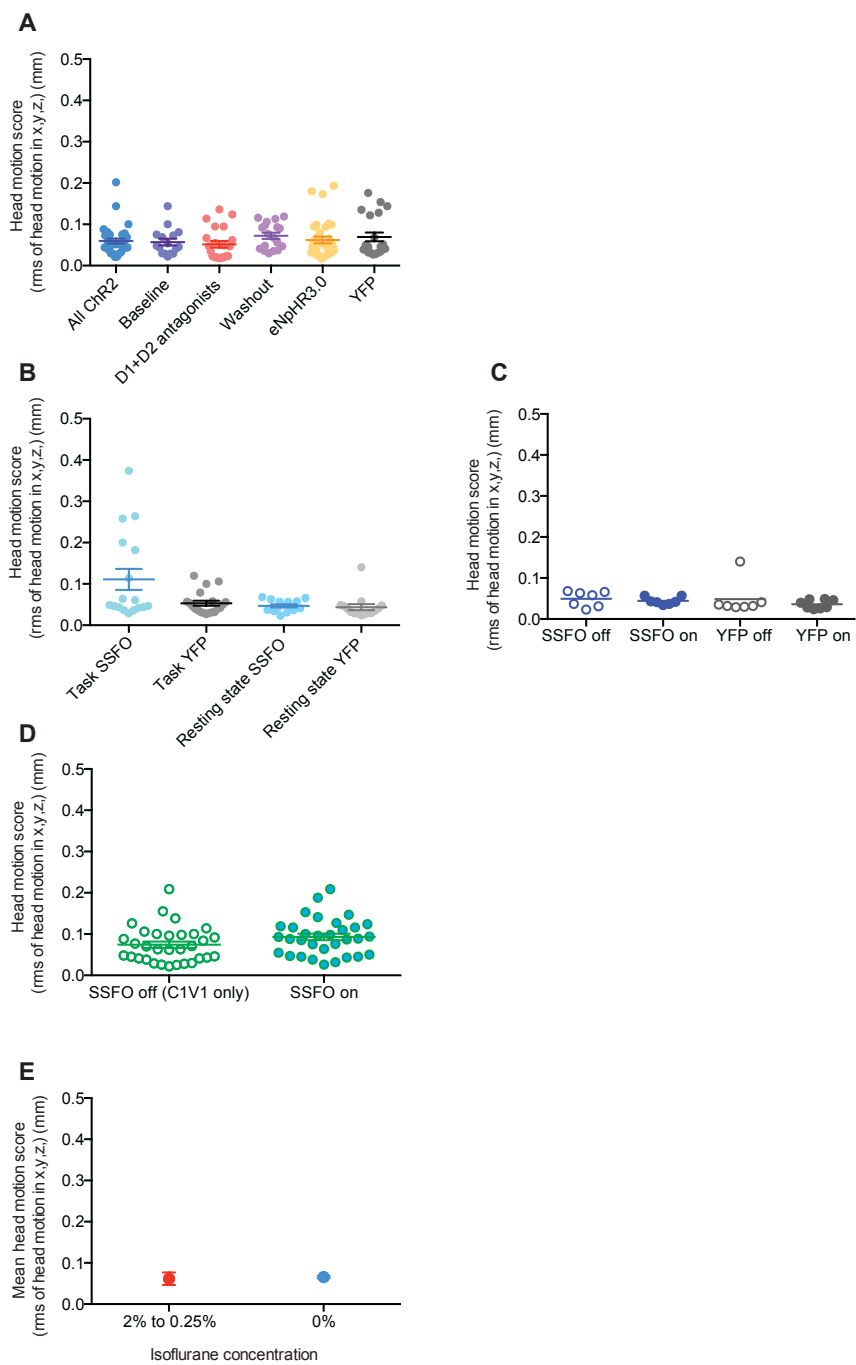 A
Head motion score
(rms of head motion in x,y,z,) (mm)
0.5
0.4
0.3
0.2
0.1
0.0
All ChR2
Baseline
D1+D2 antagonists
Washout
eNpHR3.0
YFP
B
Head motion score
(rms of head motion in x,y,z,) (mm)
0.5
0.4
0.3
0.2
0.1
0.0
Task SSFO
Task YFP
Resting state SSFO
Resting state YFP
C
Head motion score
(rms of head motion in x,y,z,) (mm)
0.5
0.4
0.3
0.2
0.1
0.0
SSFO off
SSFO on
YFP off
YFP on
D
Head motion score
(rms of head motion in x,y,z,) (mm)
0.5
0.4
0.3
0.2
0.1
0.0
SSFO off (C1V1 only)
SSFO on
E
Mean head motion score
(rms of head motion in x,y,z,) (mm)
0.5
0.4
0.3
0.2
0.1
0.0
2% to 0.25%
0%
Isoflurane concentration